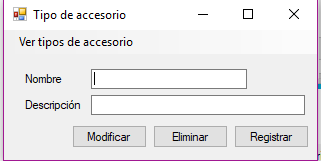 Tipo de accesorio
Ver tipos de accesorio
Nombre
Descripción
Modificar Eliminar Registrar